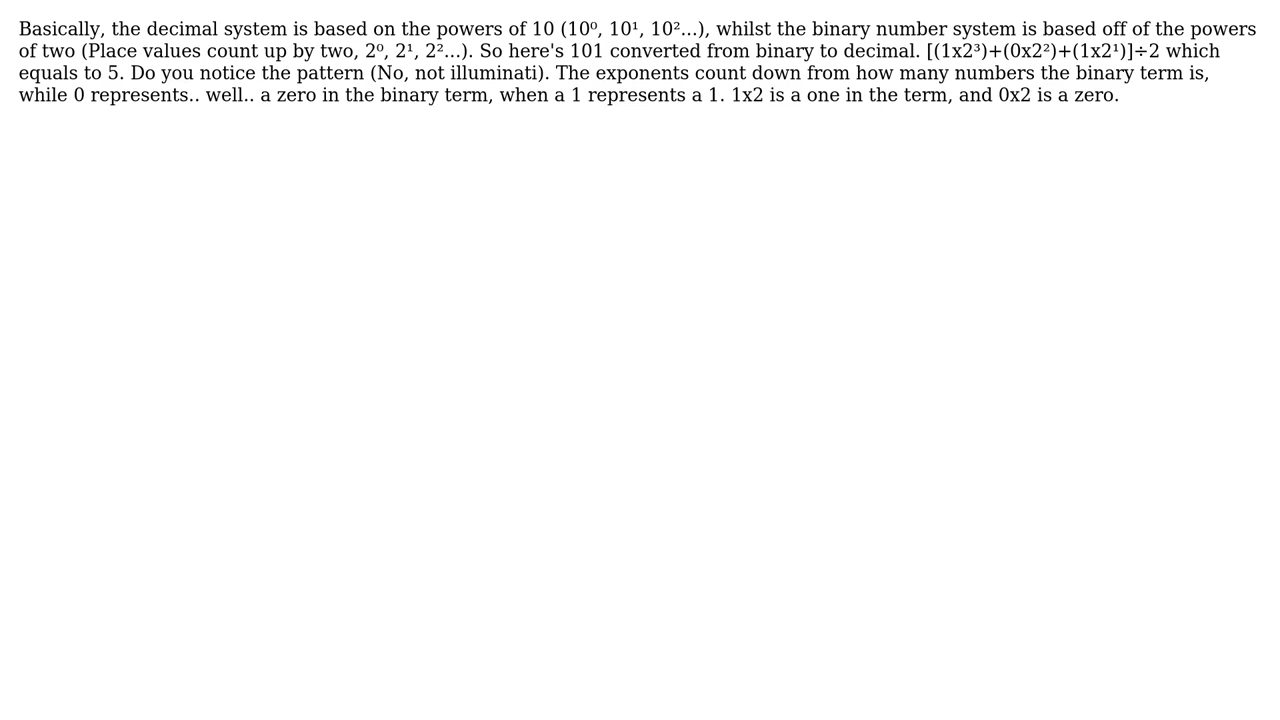 Basically, the decimal system is based on the powers of 10 (10⁰, 10¹, 10²...), whilst the binary number system is based off of the powers
of two (Place values count up by two, 2⁰, 2¹, 2²...). So here's 101 converted from binary to decimal. [(1x2³)+(0x2²)+(1x2¹)]÷2 which
equals to 5. Do you notice the pattern (No, not illuminati). The exponents count down from how many numbers the binary term is,
while 0 represents.. well.. a zero in the binary term, when a 1 represents a 1. 1x2 is a one in the term, and 0x2 is a zero.